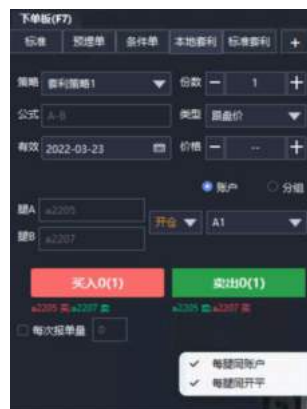 下单板(F7)
标准 预埋单 条件单 本地套利 标准套利 +
策略 套利策略1 份数 − 1 +
公式 A-B 类型 跟盘价
有效 2022-03-23 价格 − -- +
账户 分组
腿A a2205
开仓 A1
腿B a2207
买入0(1) 卖出0(1)
a2205 卖 a2207 卖 a2205 卖 a2207 买
每次报单量 0
✓ 每腿同账户
✓ 每腿同开平